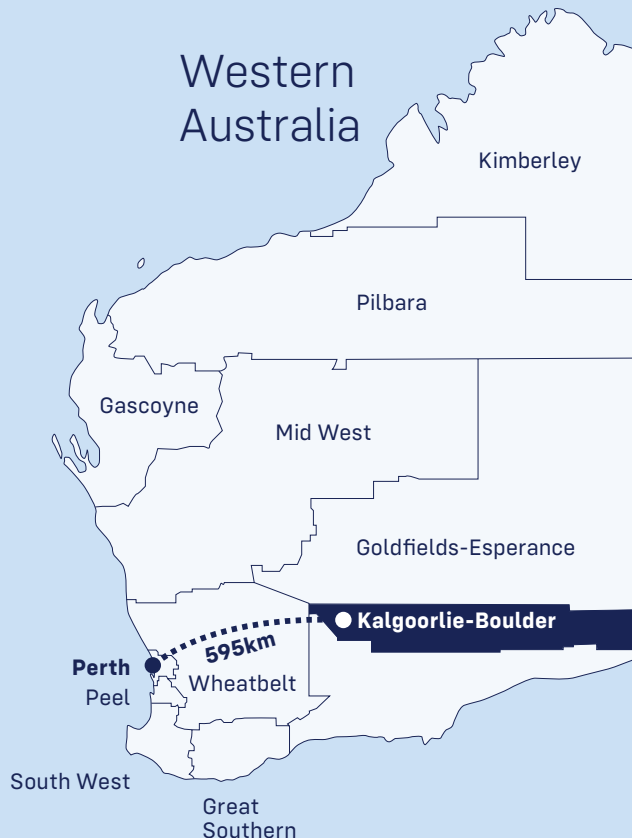 Western
Australia
Kimberley
Pilbara
Gascoyne
Mid West
Goldfields-Esperance
Kalgoorlie-Boulder
595km
Perth
Wheatbelt
Peel
South West
Great
Southern